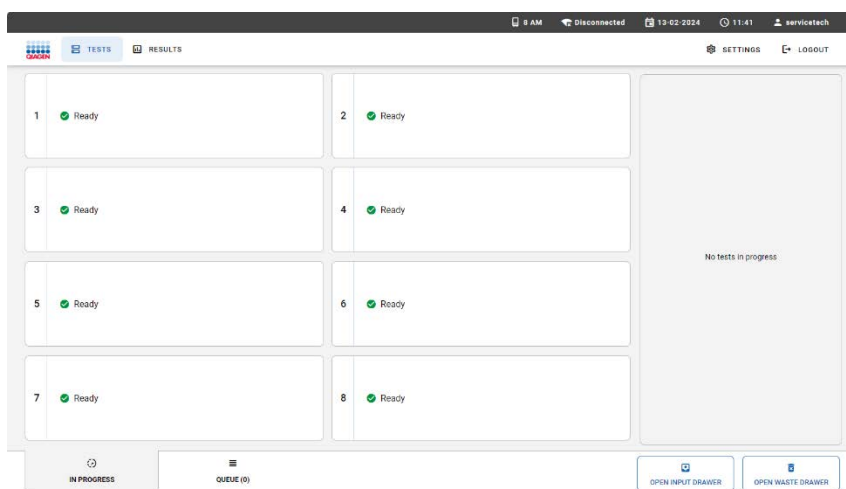 8 AM Disconnected 13-02-2024 11:41 servicetech
QIAGEN TESTS RESULTS SETTINGS LOGOUT
1 Ready
2 Ready
3 Ready
4 Ready
No tests in progress
5 Ready
6 Ready
7 Ready
8 Ready
IN PROGRESS
QUEUE (0)
OPEN INPUT DRAWER
OPEN WASTE DRAWER